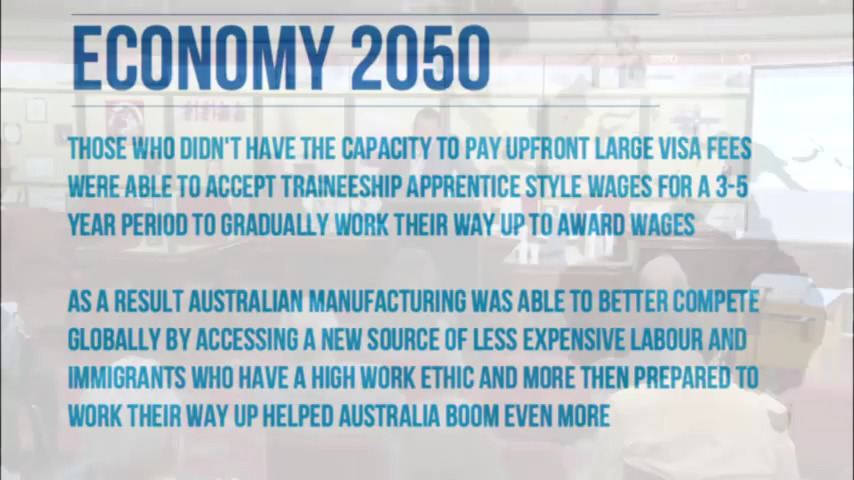 ECONOMY 2050
THOSE WHO DIDN'T HAVE THE CAPACITY TO PAY UPFRONT LARGE VISA FEES
WERE ABLE TO ACCEPT TRAINEESHIP APPRENTICE STYLE WAGES FOR A 3-5
YEAR PERIOD TO GRADUALLY WORK THEIR WAY UP TO AWARD WAGES
AS A RESULT AUSTRALIAN MANUFACTURING WAS ABLE TO BETTER COMPETE
GLOBALLY BY ACCESSING A NEW SOURCE OF LESS EXPENSIVE LABOUR AND
IMMIGRANTS WHO HAVE A HIGH WORK ETHIC AND MORE THEN PREPARED TO
WORK THEIR WAY UP HELPED AUSTRALIA BOOM EVEN MORE